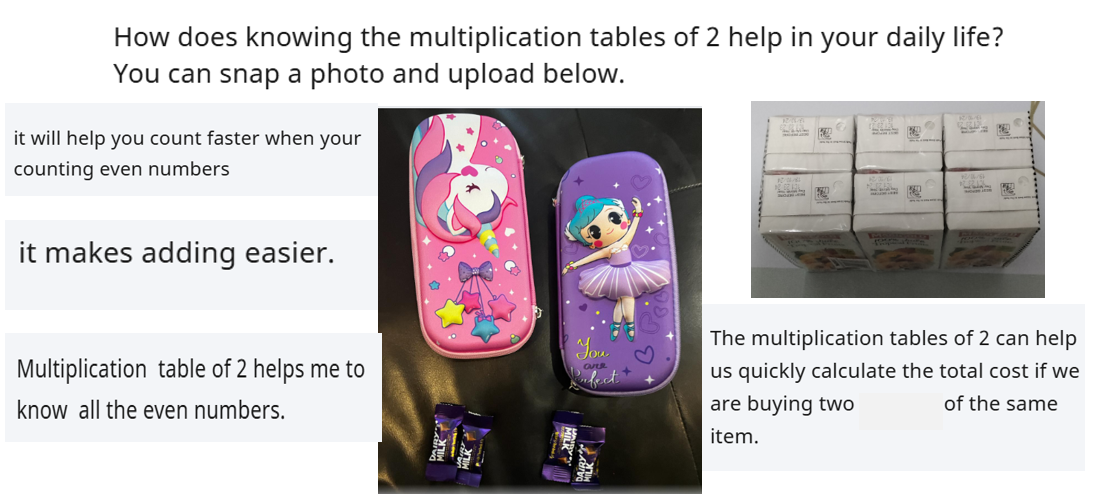 How does knowing the multiplication tables of 2 help in your daily life?
You can snap a photo and upload below.
it will help you count faster when your
counting even numbers
it makes adding easier.
Multiplication table of 2 helps me to
know all the even numbers.
You
are
Perfect
DAIRY MILK
DAIRY MILK
DAIRY MILK
DAIRY MILK
The multiplication tables of 2 can help
us quickly calculate the total cost if we
are buying two of the same
item.